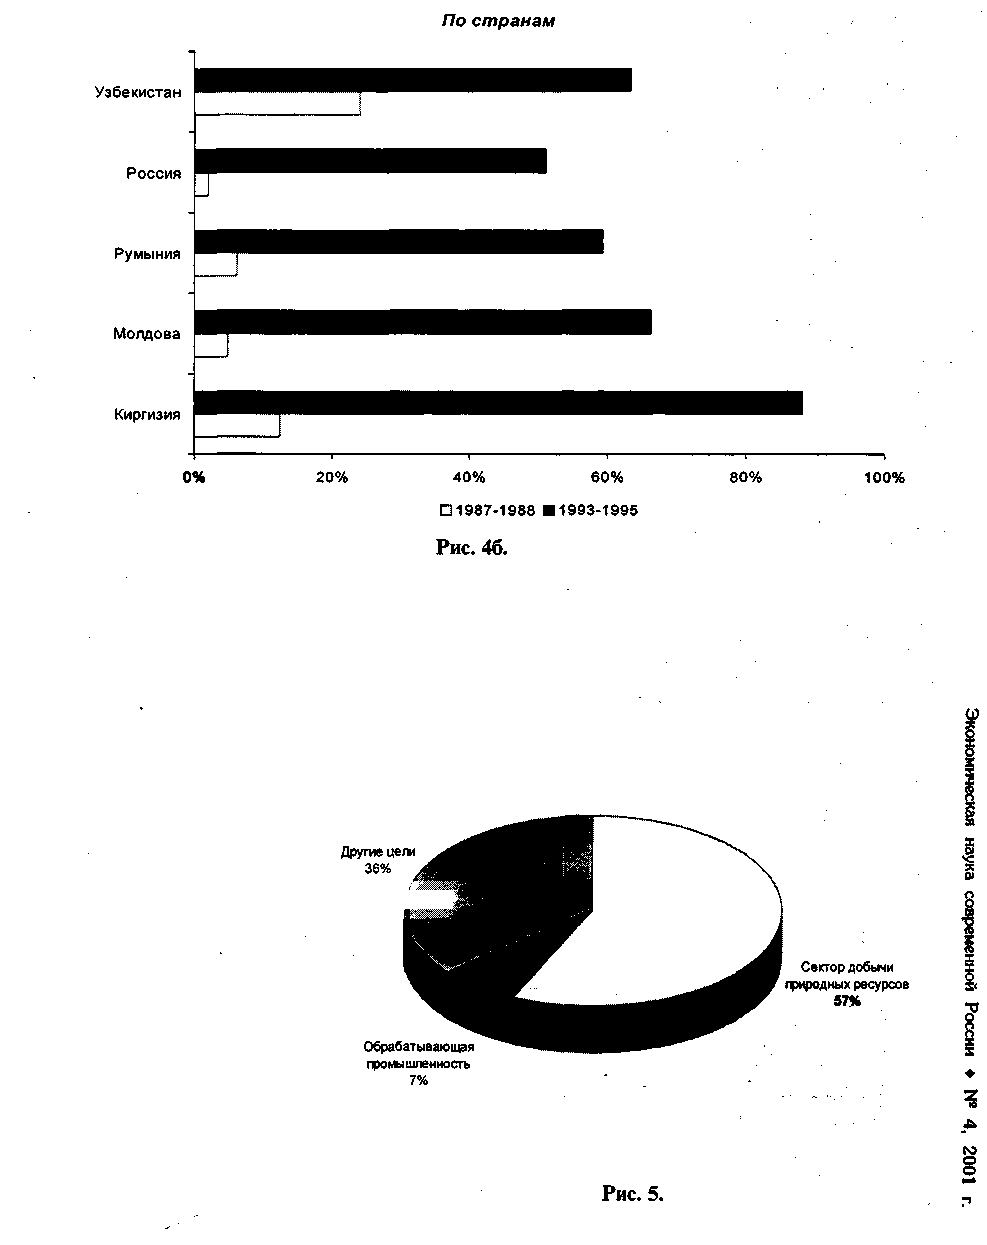 По странам
Узбекистан
Россия
Румыния
Молдова
Киргизия
0% 20% 40% 60% 80% 100%
1987-1988 1993-1995
Рис. 4б.
Другие цели
36%
Сектор добычи
природных ресурсов
57%
Обрабатывающая
промышленность
7%
Рис. 5.
Экономическая наука современной России ♦ № 4, 2001 г.